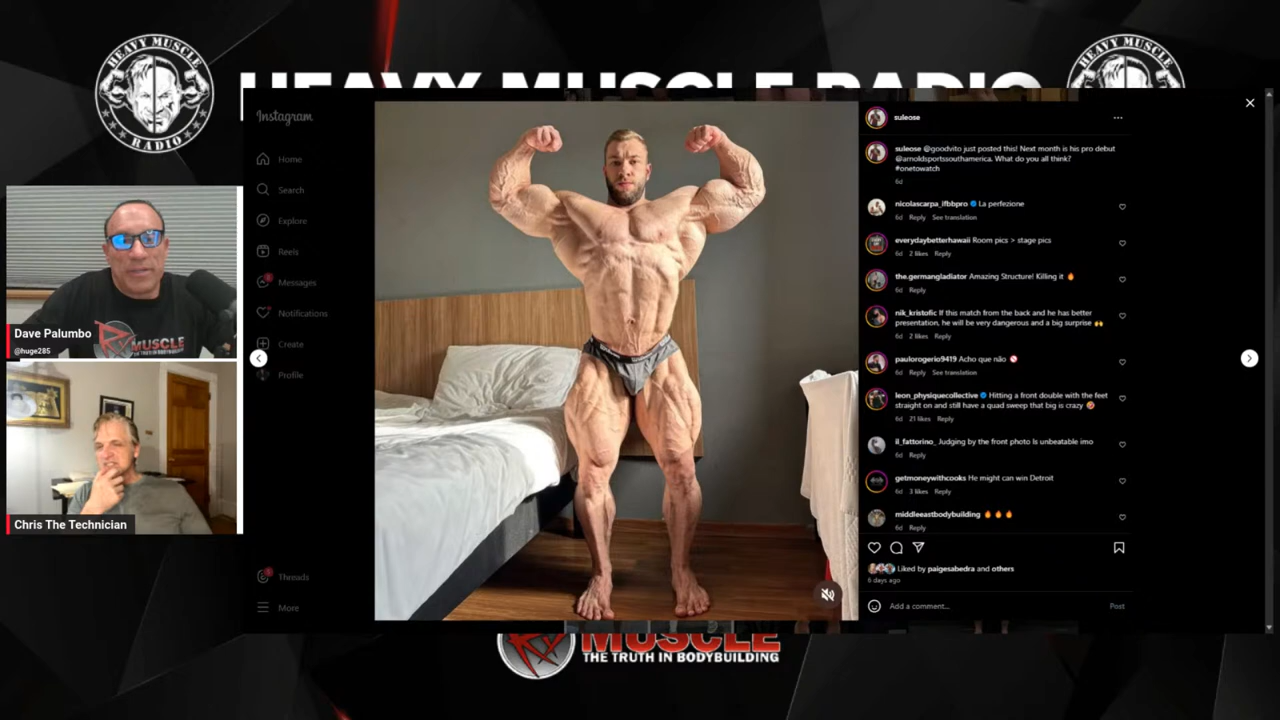 HEAVY MUSCLE
RADIO
HEAVY MUSCLE RADIO
HEAVY MUSCLE
Instagram
Home
Search
Explore
Reels
Messages
Notifications
Create
Profile
Threads
More
Dave Palumbo
@huge285
MUSCLE
Chris The Technician
suleose
suleose @goodvito just posted this! Next month is his pro debut
@arnoldsportssouthamerica. What do you all think?
#onetowatch
6d
nicolascarpa_ifbbpro La perfezione
6d Reply See translation
everydaybetterhawaii Room pics > stage pics
6d 2 likes Reply
the.germangladiator Amazing Structure! Killing it 🔥
6d Reply
nik_kristofic If this match from the back and he has better
presentation, he will be very dangerous and a big surprise 🙌
6d 2 likes Reply
paulorogerio9419 Acho que não 🚫
6d Reply See translation
leon_physiquecollective Hitting a front double with the feet
straight on and still have a quad sweep that big is crazy 🤣
6d 21 likes Reply
il_fattorino_ Judging by the front photo Is unbeatable imo
6d Reply
getmoneywithcooks He might can win Detroit
6d 3 likes Reply
middleeastbodybuilding 🔥 🔥 🔥
6d Reply
Liked by paigesabedra and others
6 days ago
Add a comment... Post
MUSCLE
THE TRUTH IN BODYBUILDING